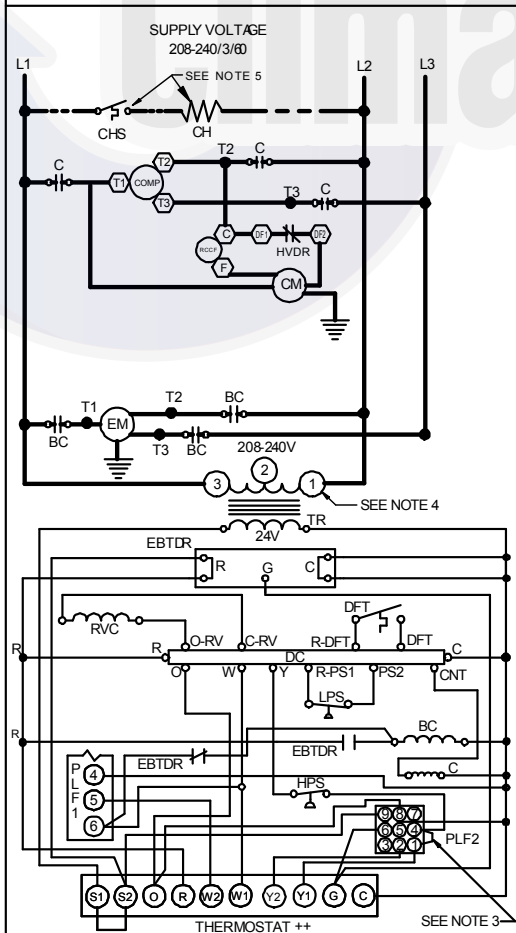 Clima
SUPPLY VOLTAGE
208-240/3/60
L1
L2
L3
SEE NOTE 5
CHS
CH
C
T2
T2
C
T1
COMP
T3
T3
C
C
DF1
DF2
HVDR
RCCF
F
CM
BC
T1
EM
T2
BC
T3
BC
208-240V
3
2
1
SEE NOTE 4
TR
24V
EBTDR
R
G
C
RVC
O-RV
C-RV
R-DFT
DFT
DFT
R
DC
C
O
W
Y
R-PS1
PS2
CNT
LPS
R
EBTDR
BC
EBTDR
C
PLF1
4
5
6
HPS
9 8 7
6 5 4
3 2 1
PLF2
S1 S2 O R W2 W1 Y2 Y1 G C
THERMOSTAT ++
SEE NOTE 3